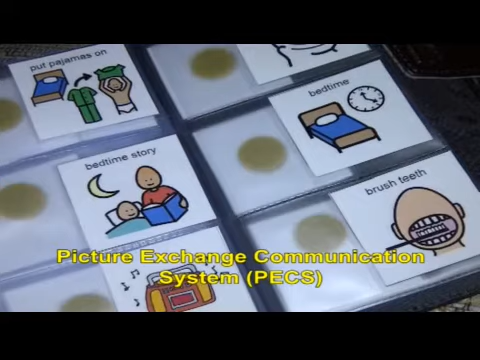 put pajamas on
bedtime
bedtime story
brush teeth
Picture Exchange Communication
System (PECS)